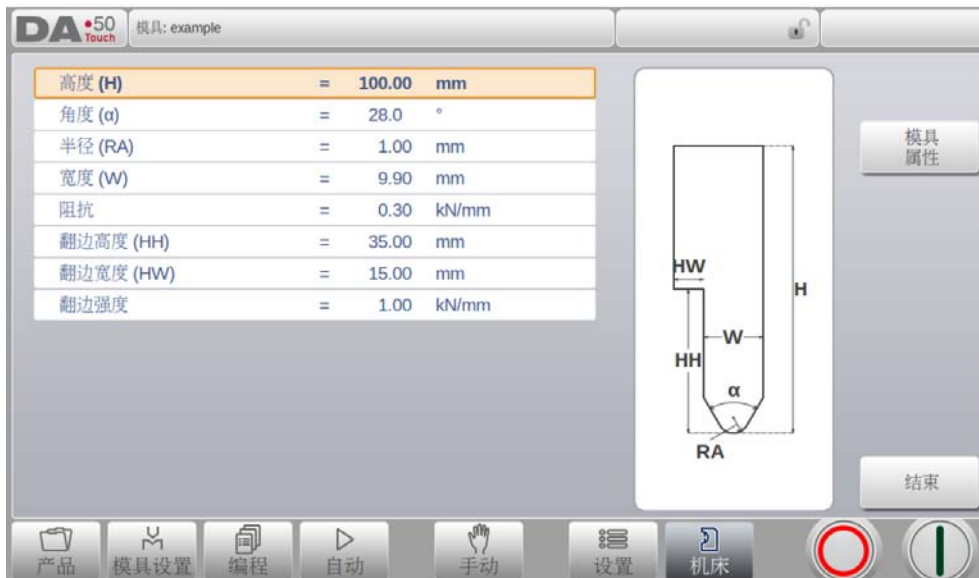 DA•50
Touch
模具: example
高度 (H) = 100.00 mm
角度 (α) = 28.0 °
半径 (RA) = 1.00 mm
宽度 (W) = 9.90 mm
阻抗 = 0.30 kN/mm
翻边高度 (HH) = 35.00 mm
翻边宽度 (HW) = 15.00 mm
翻边强度 = 1.00 kN/mm
HW
H
W
HH
α
RA
模具
属性
结束
产品
模具设置
编程
自动
手动
设置
机床